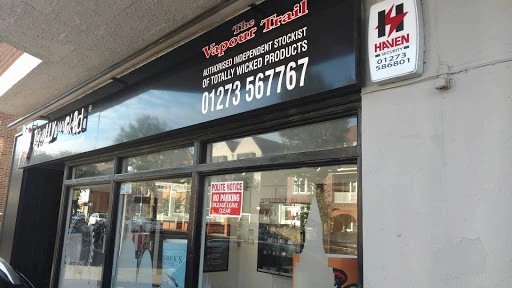 The
Vapour Trail
AUTHORISED INDEPENDENT STOCKIST
OF TOTALLY WICKED PRODUCTS
01273 567767
HAVEN
SECURITY
01273
586801
POLITE NOTICE
NO PARKING
PLEASE LEAVE
CLEAR